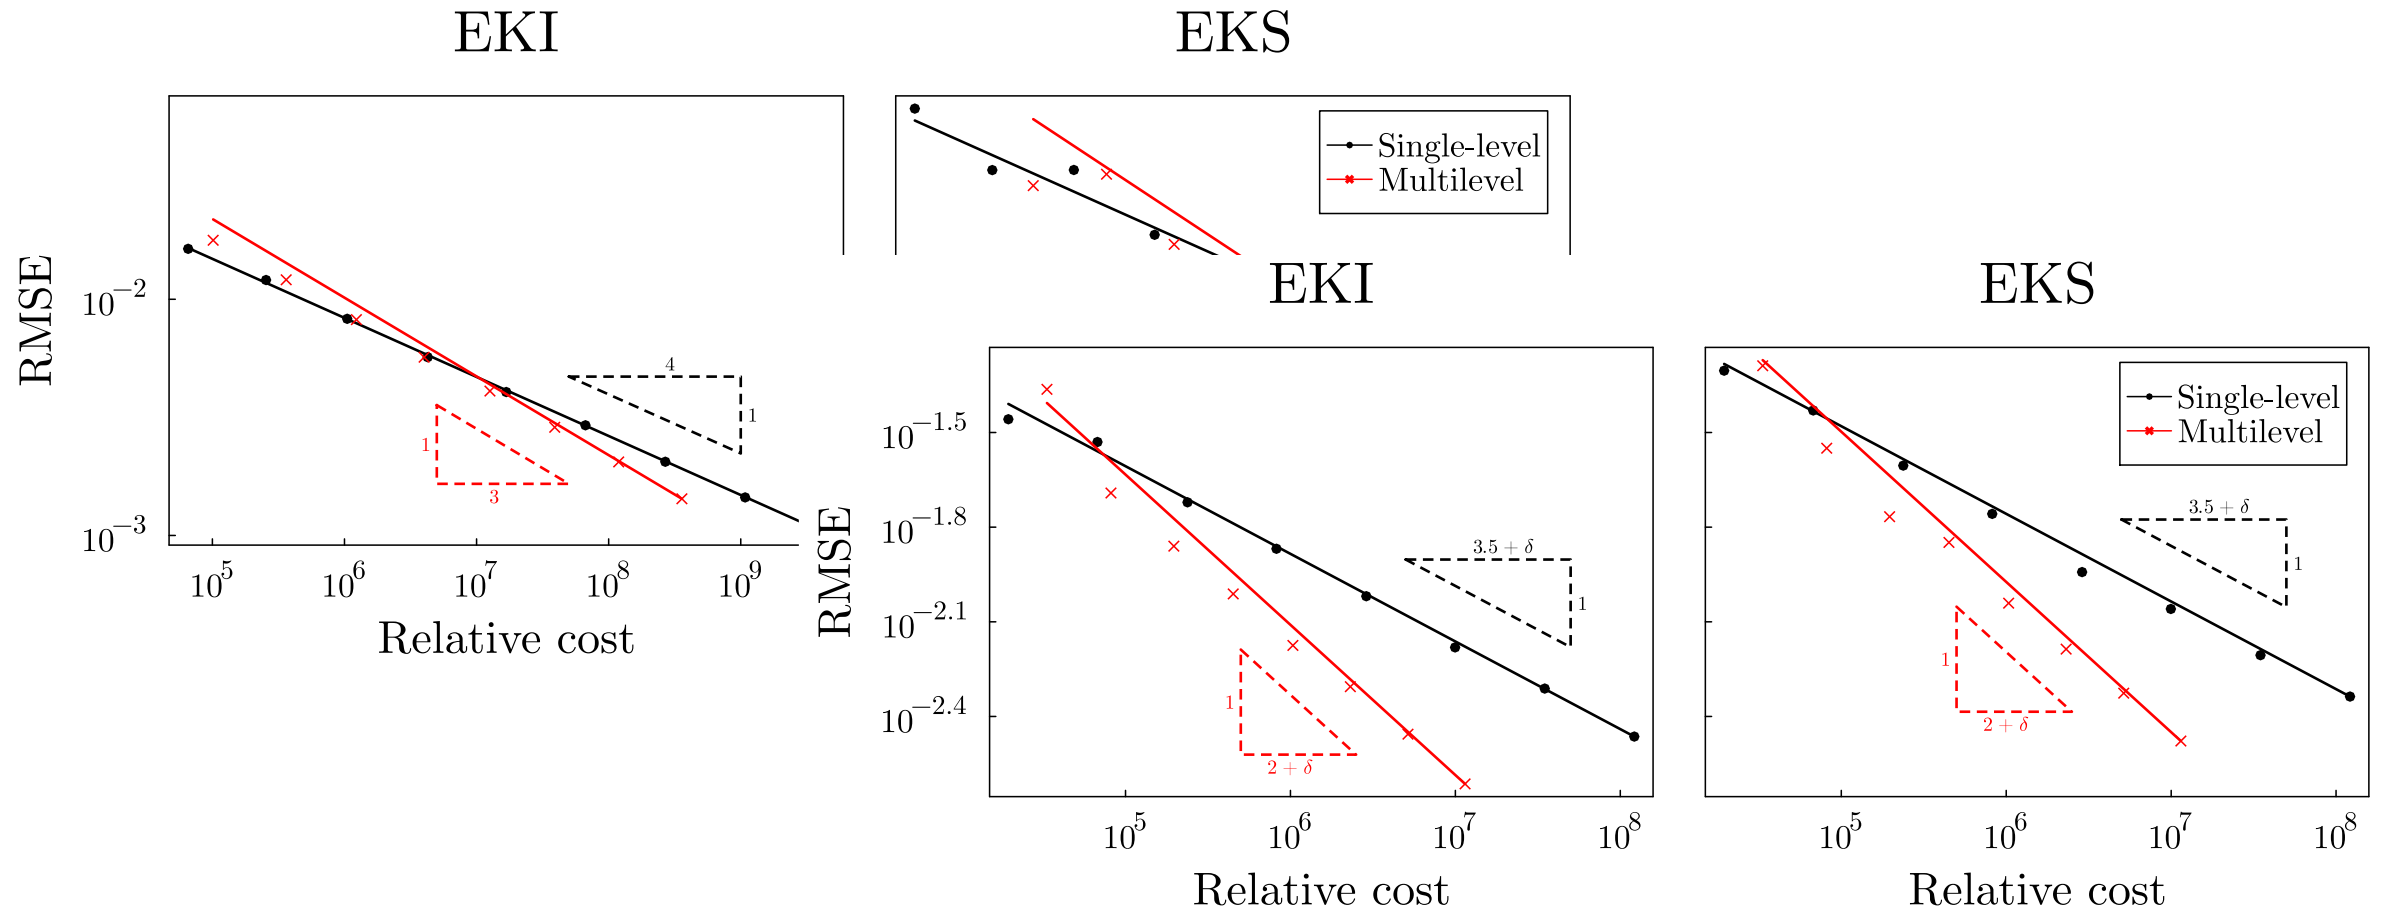 EKI
EKS
Single-level
Multilevel
RMSE
10^{-2}
10^{-3}
4
1
1
3
10^5
10^6
10^7
10^8
10^9
Relative cost
EKI
EKS
RMSE
10^{-1.5}
10^{-1.8}
10^{-2.1}
10^{-2.4}
3.5 + δ
1
1
2 + δ
10^5
10^6
10^7
10^8
Relative cost
Single-level
Multilevel
3.5 + δ
1
1
2 + δ
10^5
10^6
10^7
10^8
Relative cost